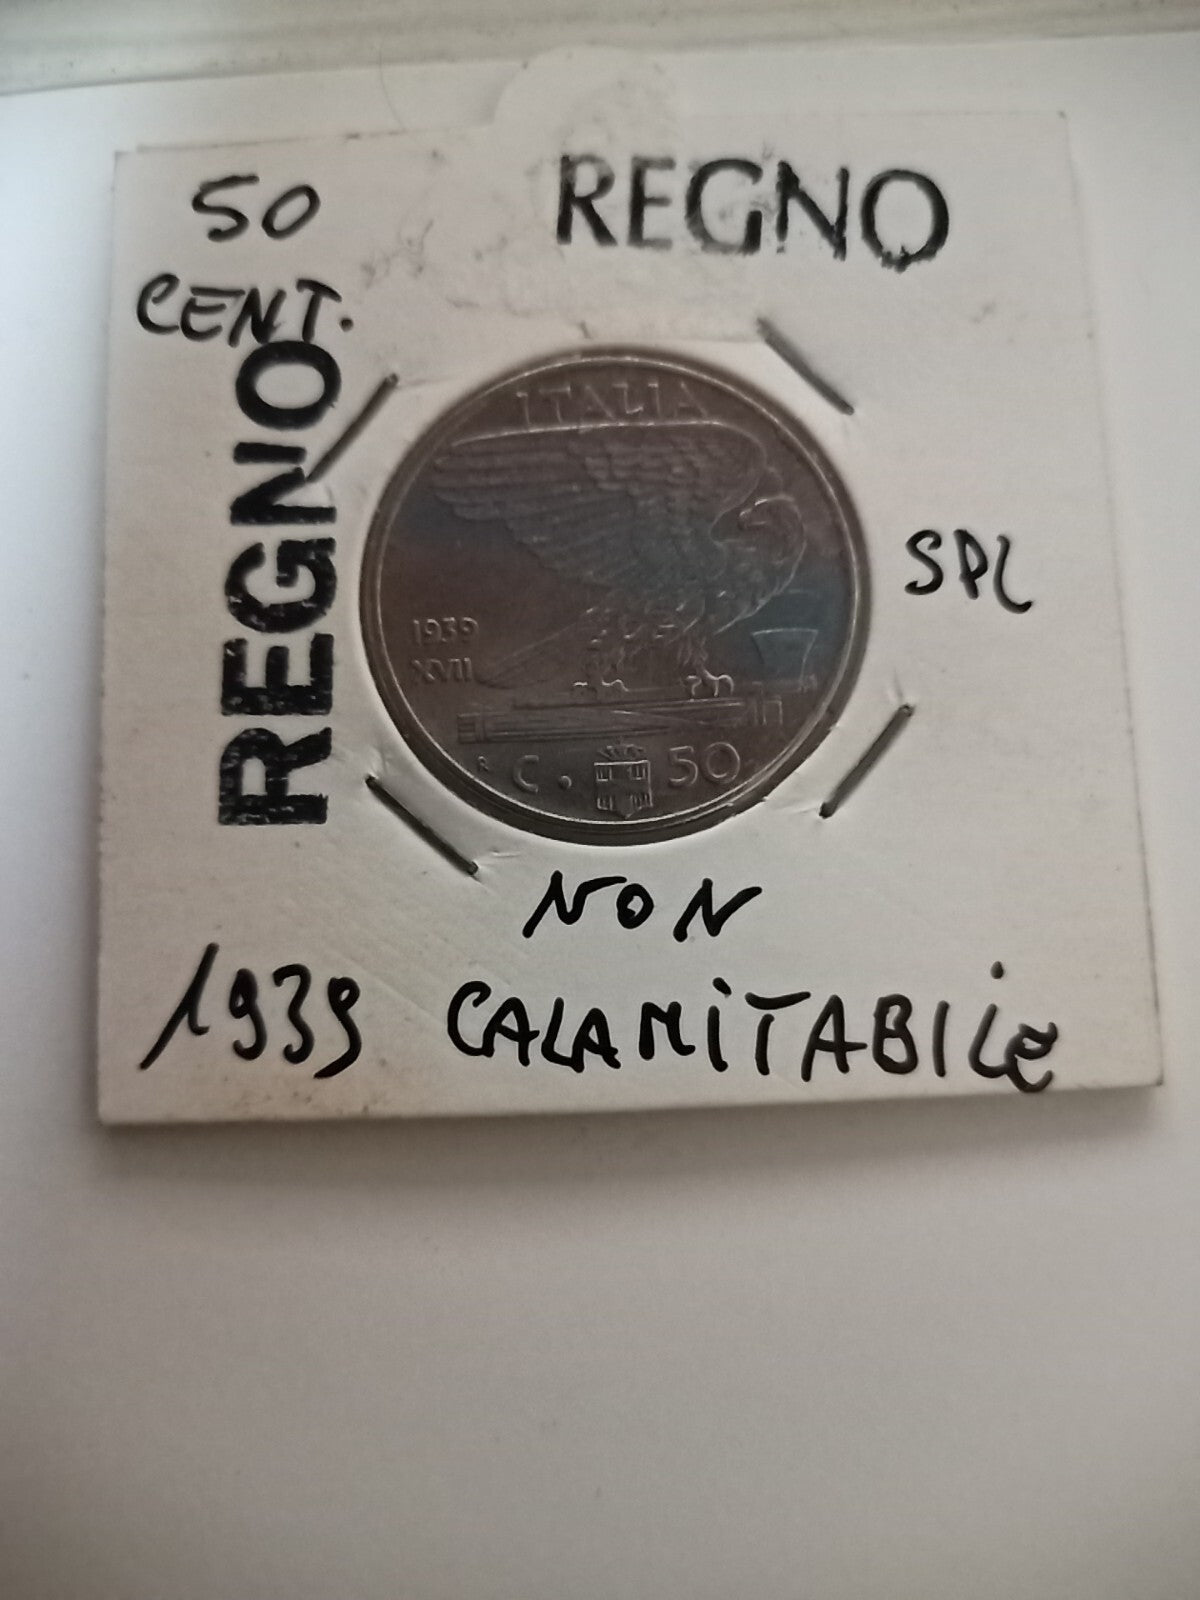 50
CENT.
REGNO
REGNO
ITALIA
1939
XVII
R C. 50
SPL
NON
1939 CALAMITABILE